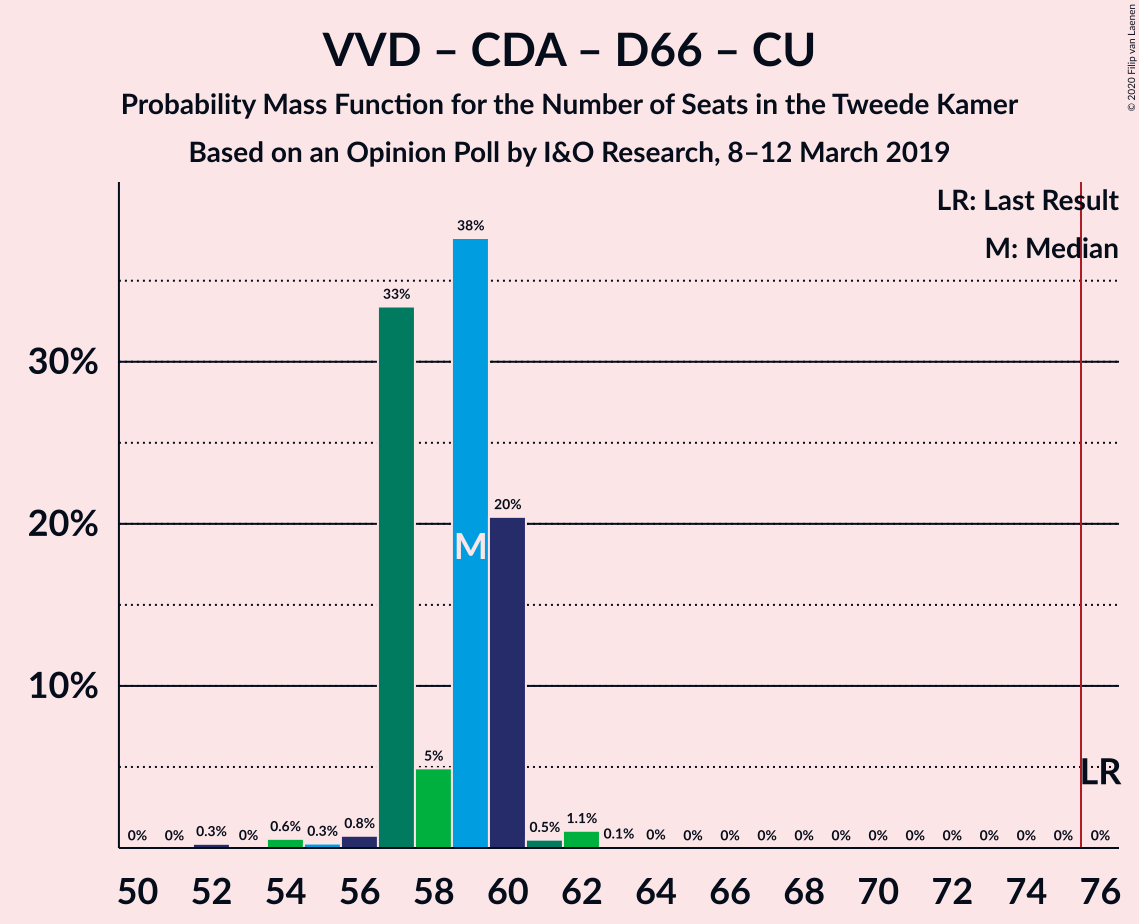 VVD – CDA – D66 – CU
Probability Mass Function for the Number of Seats in the Tweede Kamer
Based on an Opinion Poll by I&O Research, 8–12 March 2019
© 2020 Filip van Laenen
LR: Last Result
M: Median
30%
20%
10%
0% 0% 0.3% 0% 0.6% 0.3% 0.8% 33% 5% 38% 20% 0.5% 1.1% 0.1% 0% 0% 0% 0% 0% 0% 0% 0% 0% 0% 0% 0% 0%
M
LR
50 52 54 56 58 60 62 64 66 68 70 72 74 76